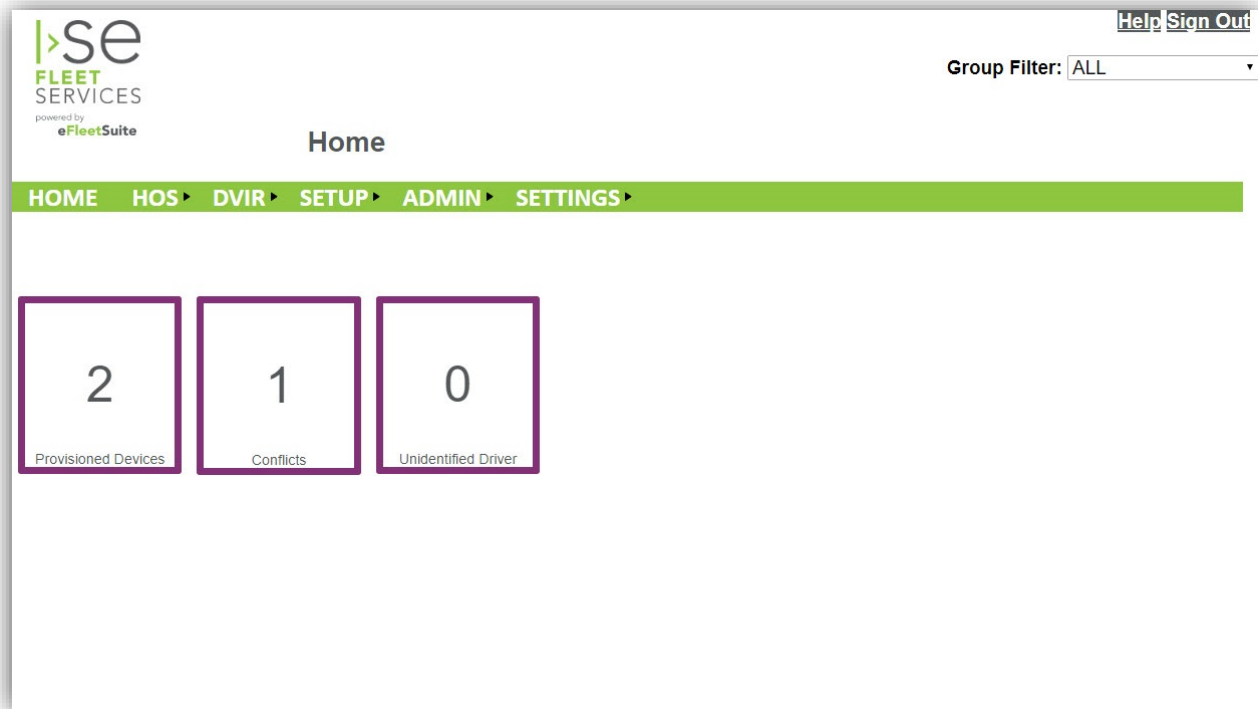 Help Sign Out
Group Filter: ALL
I>se
FLEET
SERVICES
powered by
eFleetSuite
Home
HOME HOS DVIR SETUP ADMIN SETTINGS
2 1 0
Provisioned Devices Conflicts Unidentified Driver